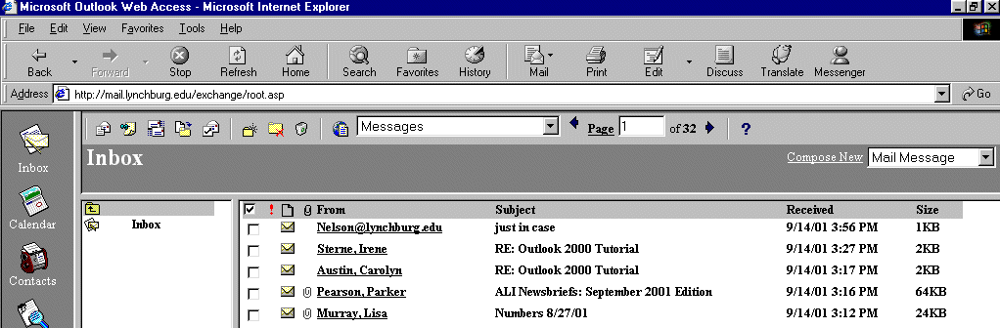 Microsoft Outlook Web Access - Microsoft Internet Explorer
File Edit View Favorites Tools Help
Back Forward Stop Refresh Home Search Favorites History Mail Print Edit Discuss Translate Messenger
Address http://mail.lynchburg.edu/exchange/root.asp Go
Messages Page 1 of 32 ?
Inbox Compose New Mail Message
Inbox
Calendar
Contacts
Inbox
! From Subject Received Size
Nelson@lynchburg.edu just in case 9/14/01 3:56 PM 1KB
Sterne, Irene RE: Outlook 2000 Tutorial 9/14/01 3:27 PM 2KB
Austin, Carolyn RE: Outlook 2000 Tutorial 9/14/01 3:17 PM 2KB
Pearson, Parker ALI Newsbriefs: September 2001 Edition 9/14/01 3:16 PM 64KB
Murray, Lisa Numbers 8/27/01 9/14/01 3:12 PM 24KB